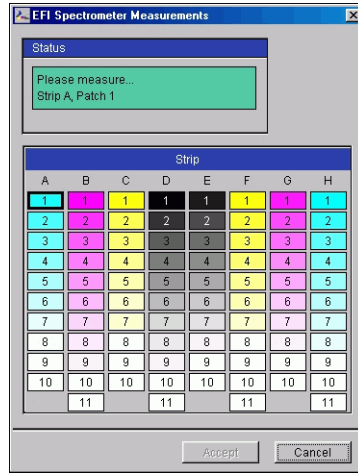 EFI Spectrometer Measurements
Status
Please measure...
Strip A, Patch 1
Strip
A B C D E F G H
1 1 1 1 1 1 1 1
2 2 2 2 2 2 2 2
3 3 3 3 3 3 3 3
4 4 4 4 4 4 4 4
5 5 5 5 5 5 5 5
6 6 6 6 6 6 6 6
7 7 7 7 7 7 7 7
8 8 8 8 8 8 8 8
9 9 9 9 9 9 9 9
10 10 10 10 10 10 10 10
11 11 11 11
Accept Cancel